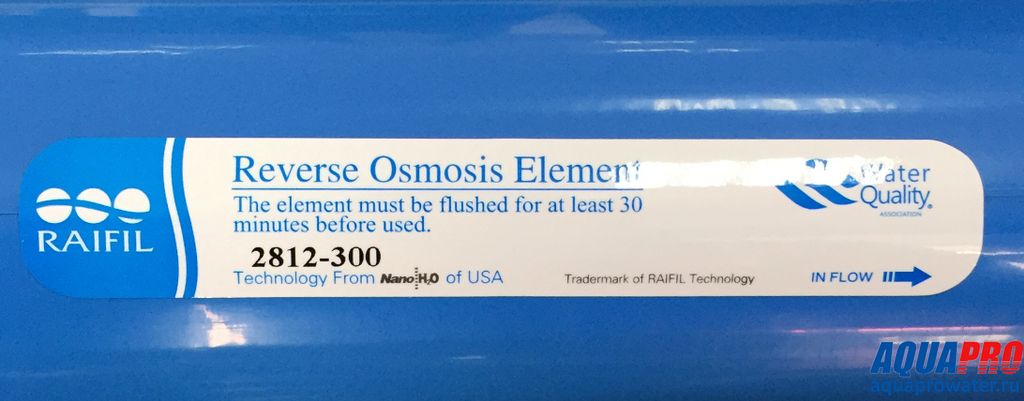 RAIFIL
Reverse Osmosis Element
The element must be flushed for at least 30
minutes before used.
2812-300
Technology From Nano H₂O of USA
Trademark of RAIFIL Technology
Water
Quality®
ASSOCIATION
IN FLOW
AQUAPRO
aquaprowater.ru